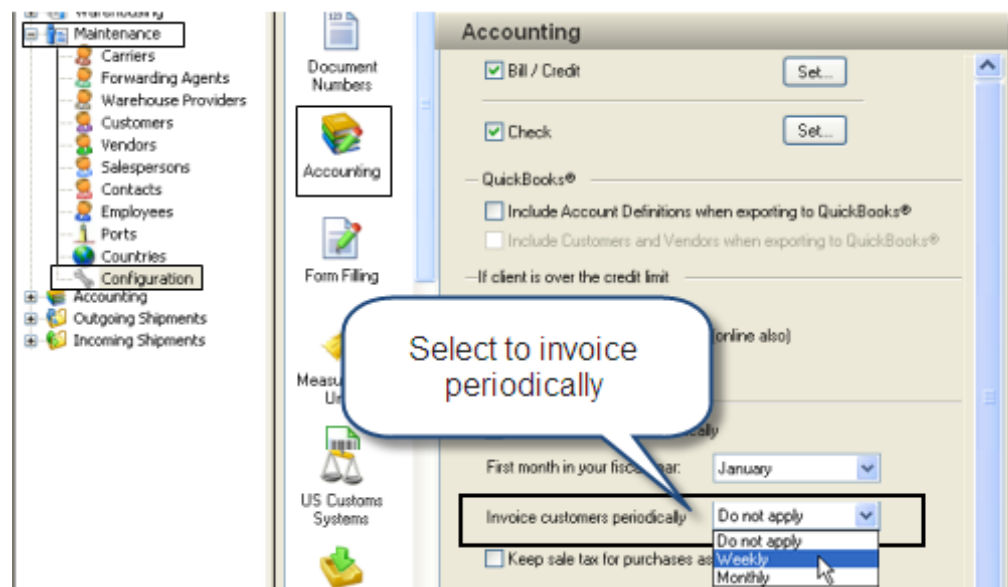 Warehousing
Maintenance
Carriers
Forwarding Agents
Warehouse Providers
Customers
Vendors
Salespersons
Contacts
Employees
Ports
Countries
Configuration
Accounting
Outgoing Shipments
Incoming Shipments
Document
Numbers
Accounting
Form Filling
Measu
Un
US Customs
Systems
Accounting
Bill / Credit
Set...
Check
Set...
QuickBooks®
Include Account Definitions when exporting to QuickBooks®
Include Customers and Vendors when exporting to QuickBooks®
If client is over the credit limit
(online also)
Select to invoice
periodically
First month in your fiscal year:
January
Invoice customers periodically
Do not apply
Do not apply
Weekly
Monthly
Keep sale tax for purchases as